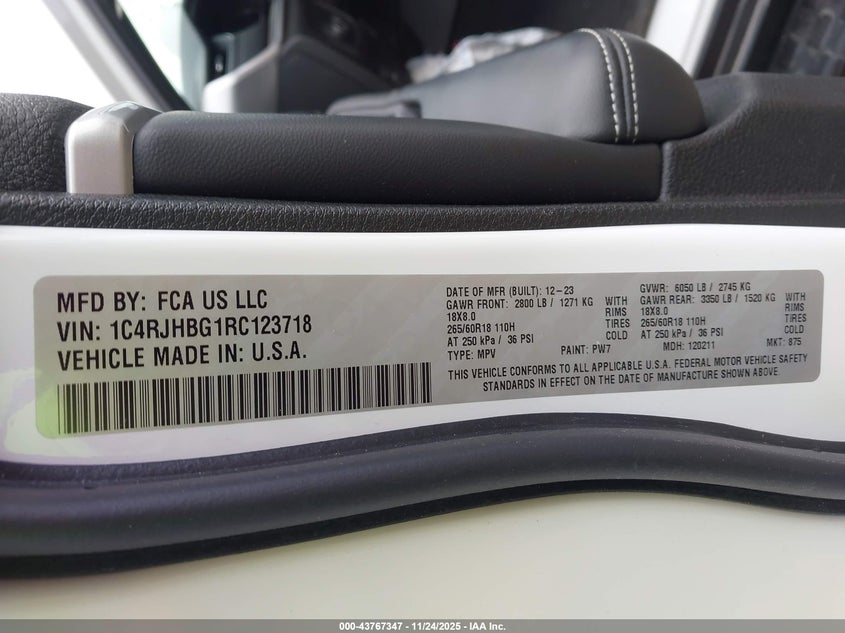 MFD BY: FCA US LLC
VIN: 1C4RJHBG1RC123718
VEHICLE MADE IN: U.S.A.
DATE OF MFR (BUILT): 12-23
GVWR: 6050 LB / 2745 KG
GAWR FRONT: 2800 LB / 1271 KG WITH
GAWR REAR: 3350 LB / 1520 KG WITH
18X8.0 RIMS
18X8.0 RIMS
265/60R18 110H TIRES
265/60R18 110H TIRES
AT 250 kPa / 36 PSI COLD
AT 250 kPa / 36 PSI COLD
TYPE: MPV PAINT: PW7 MDH: 120211 MKT: 875
THIS VEHICLE CONFORMS TO ALL APPLICABLE U.S.A. FEDERAL MOTOR VEHICLE SAFETY
STANDARDS IN EFFECT ON THE DATE OF MANUFACTURE SHOWN ABOVE.
000-43767347 - 11/24/2025 - IAA Inc.